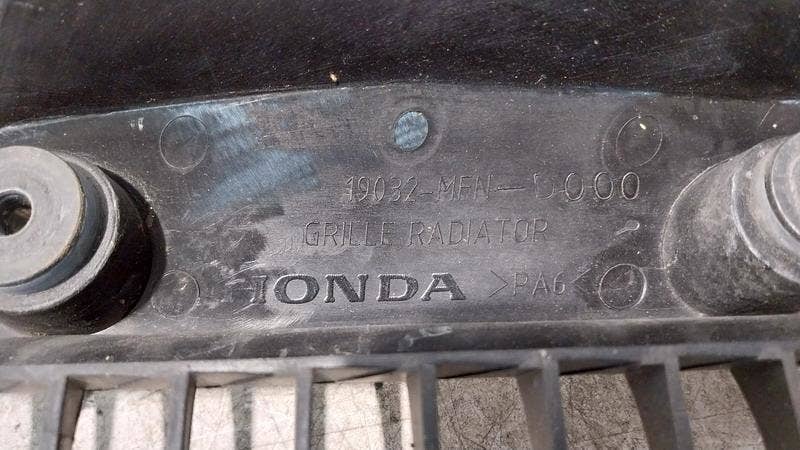 19032-MFN-D000
GRILLE RADIATOR
HONDA >PA6<